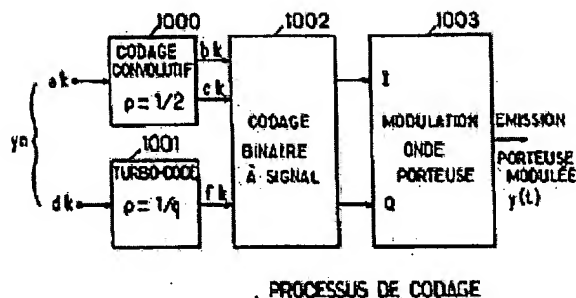 1000
1002
1003
CODAGE
CONVOLUTIF
ρ = 1/2
bk
ck
ak
yn
1001
TURBO-CODE
ρ = 1/q
dk
fk
CODAGE
BINAIRE
À SIGNAL
I
Q
MODULATION
ONDE
PORTEUSE
EMISSION
PORTEUSE
MODULÉE
y(t)
PROCESSUS DE CODAGE